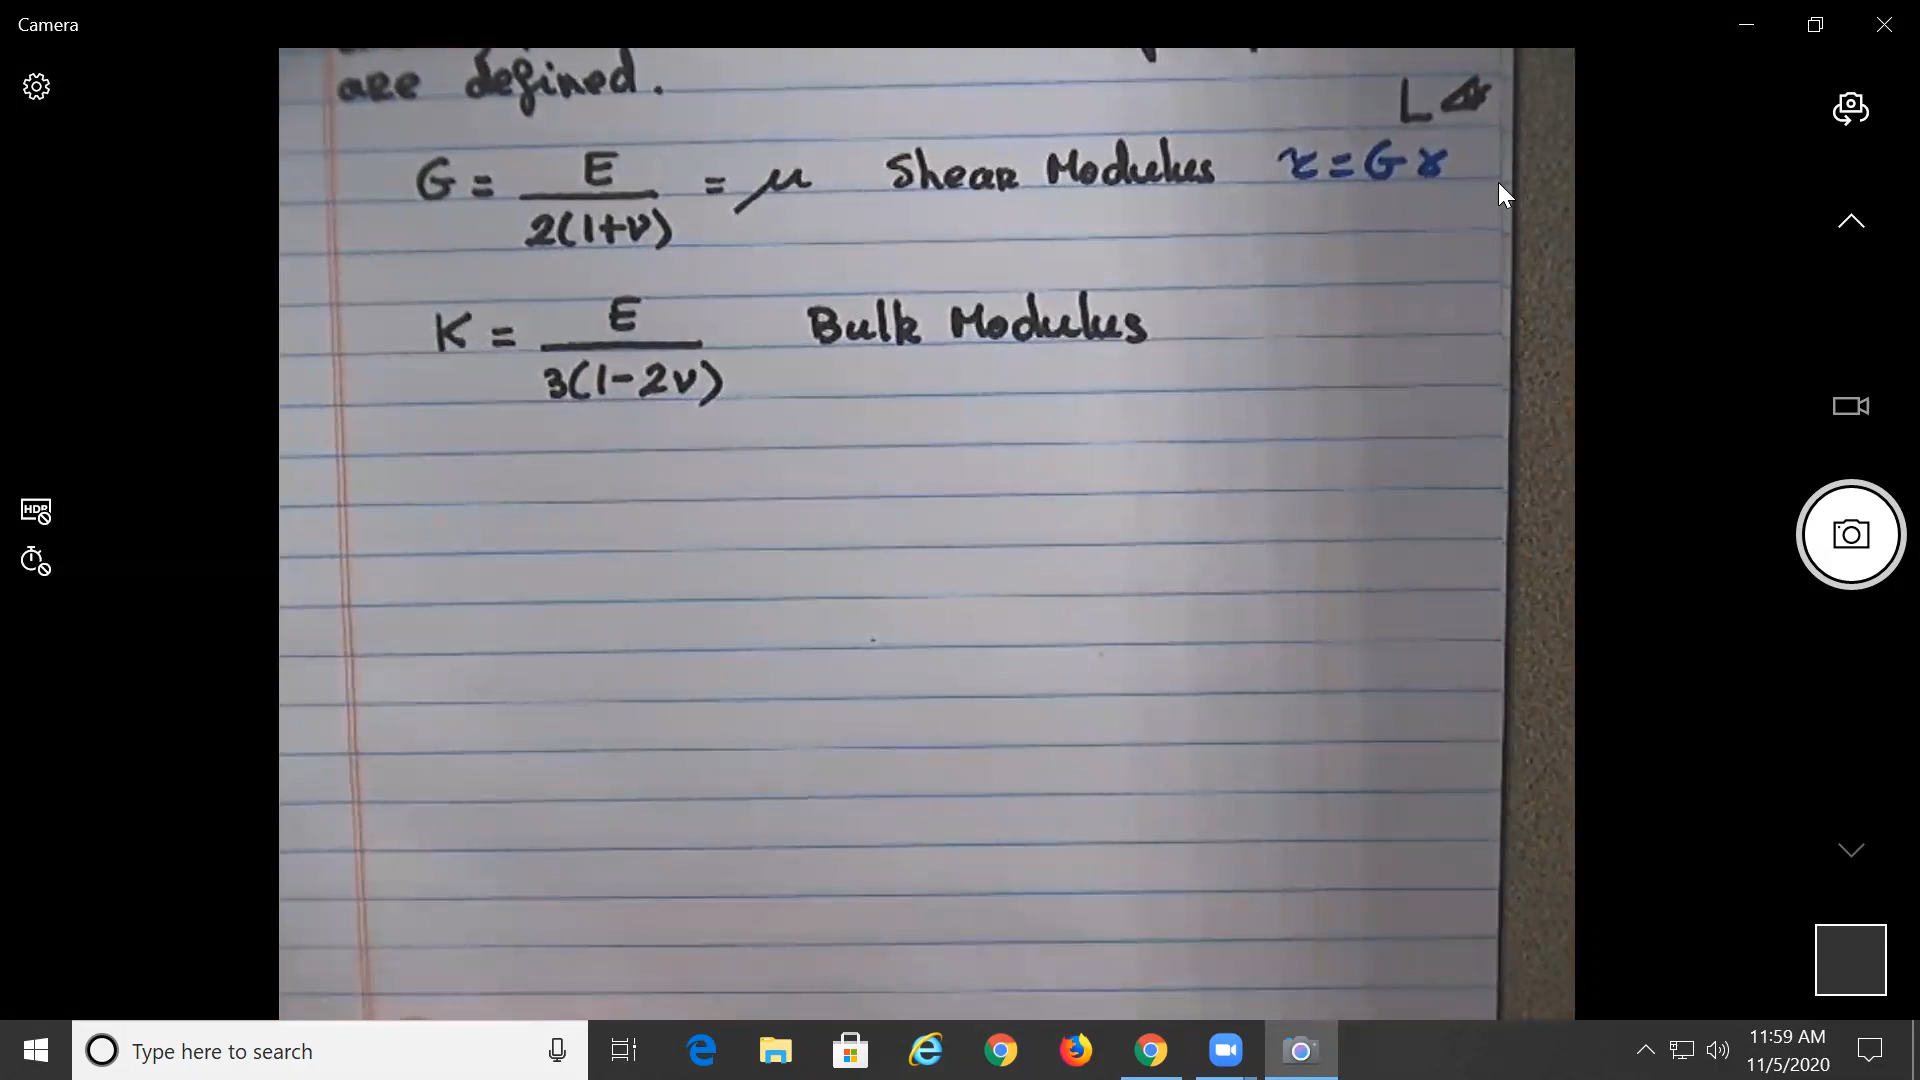 Camera
are defined.
L
G = E / 2(1+ν) = μ Shear Modulus τ = G γ
K = E / 3(1-2ν) Bulk Modulus
HDR
Type here to search
11:59 AM
11/5/2020